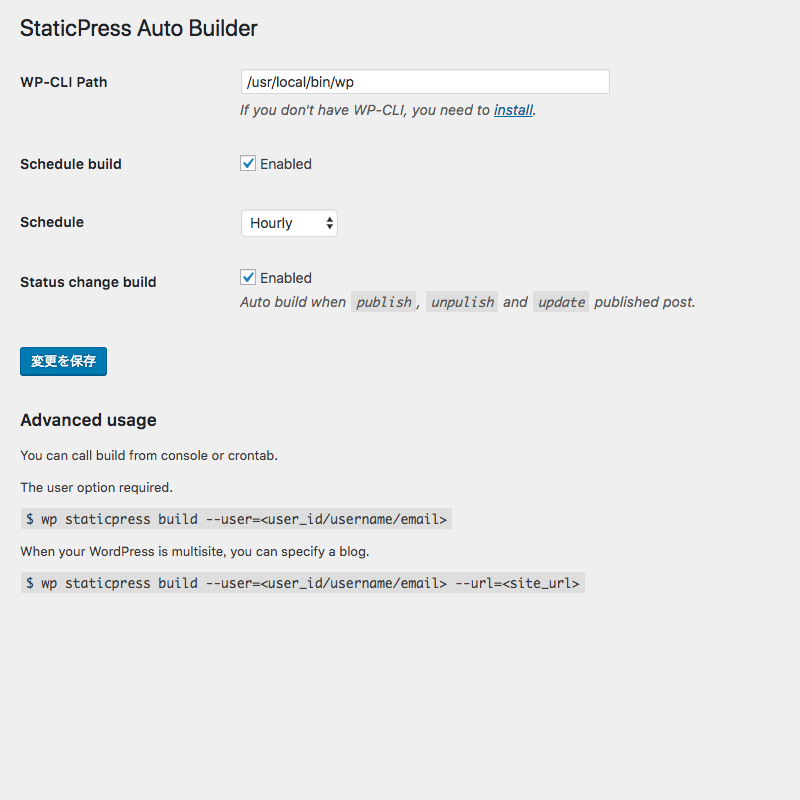 StaticPress Auto Builder
WP-CLI Path
/usr/local/bin/wp
If you don't have WP-CLI, you need to install.
Schedule build
Enabled
Schedule
Hourly
Status change build
Enabled
Auto build when publish, unpulish and update published post.
変更を保存
Advanced usage
You can call build from console or crontab.
The user option required.
$ wp staticpress build --user=<user_id/username/email>
When your WordPress is multisite, you can specify a blog.
$ wp staticpress build --user=<user_id/username/email> --url=<site_url>